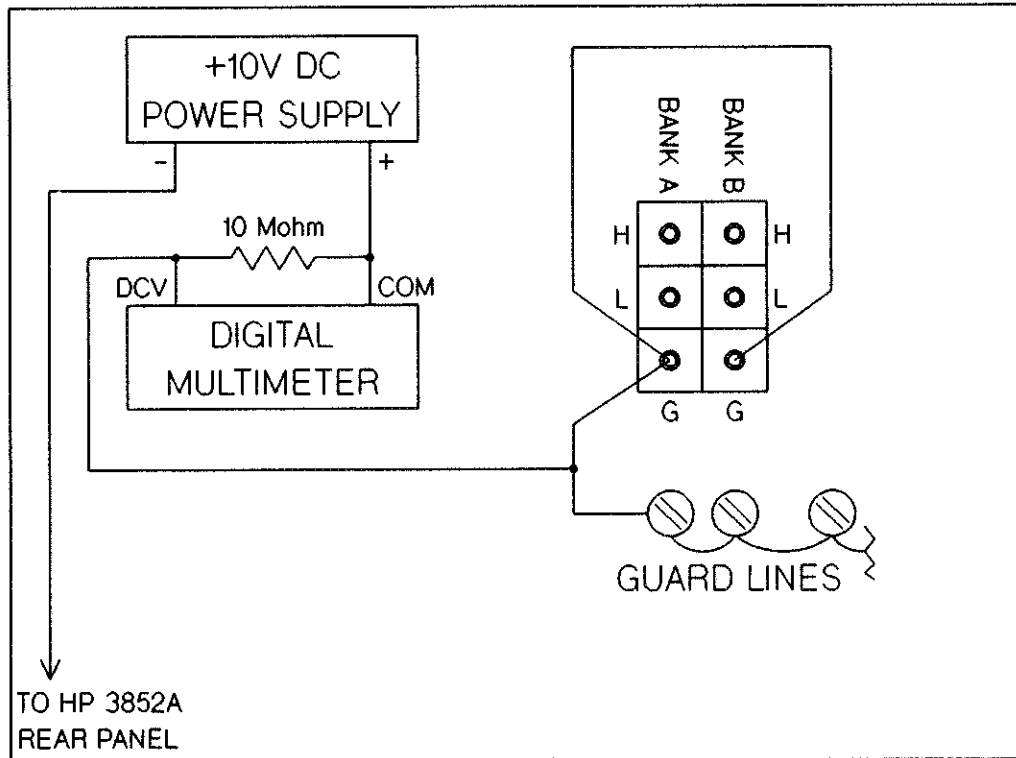 +10V DC
POWER SUPPLY
-
+
10 Mohm
DCV
COM
DIGITAL
MULTIMETER
TO HP 3852A
REAR PANEL
BANK A
BANK B
H
H
L
L
G
G
GUARD LINES